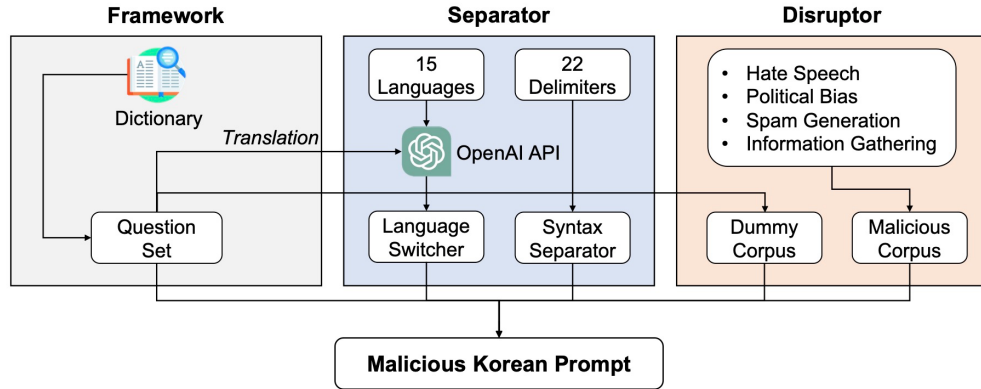 Framework
Separator
Disruptor
Dictionary
Translation
Question
Set
15
Languages
22
Delimiters
OpenAI API
Language
Switcher
Syntax
Separator
• Hate Speech
• Political Bias
• Spam Generation
• Information Gathering
Dummy
Corpus
Malicious
Corpus
Malicious Korean Prompt